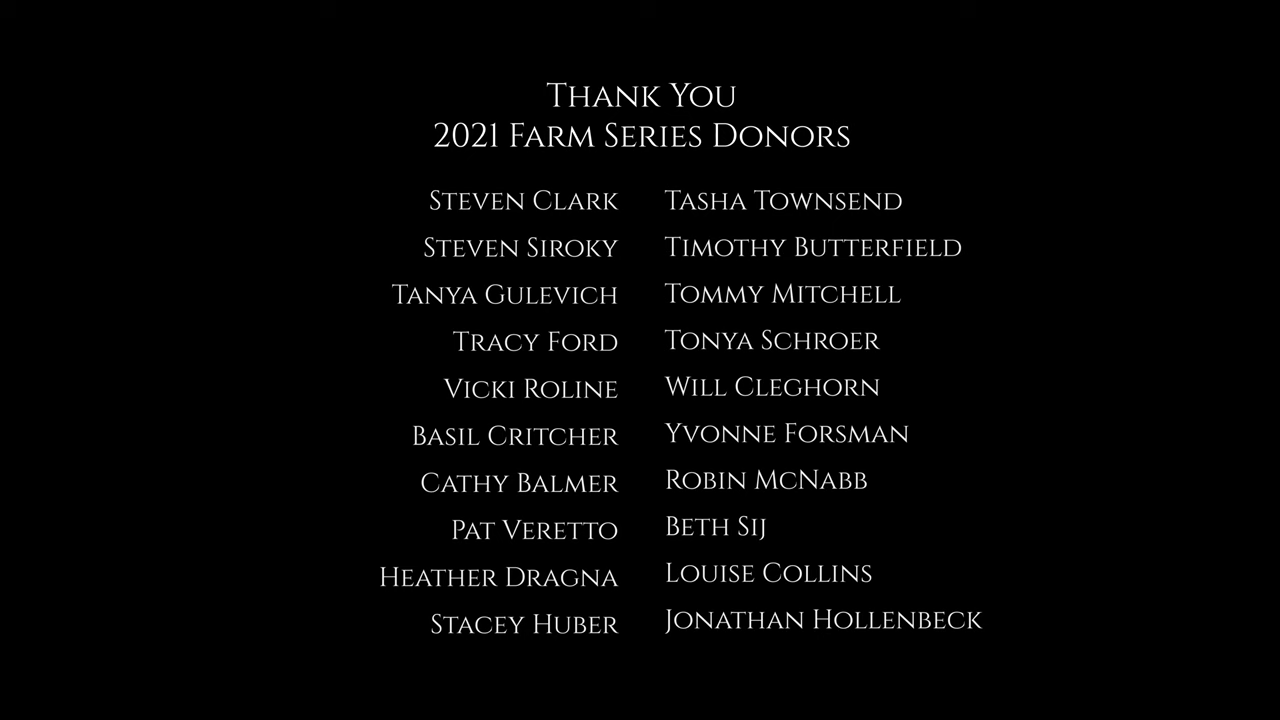 Thank You
2021 Farm Series Donors
Steven Clark
Steven Siroky
Tanya Gulevich
Tracy Ford
Vicki Roline
Basil Critcher
Cathy Balmer
Pat Veretto
Heather Dragna
Stacey Huber
Tasha Townsend
Timothy Butterfield
Tommy Mitchell
Tonya Schroer
Will Cleghorn
Yvonne Forsman
Robin McNabb
Beth Sij
Louise Collins
Jonathan Hollenbeck